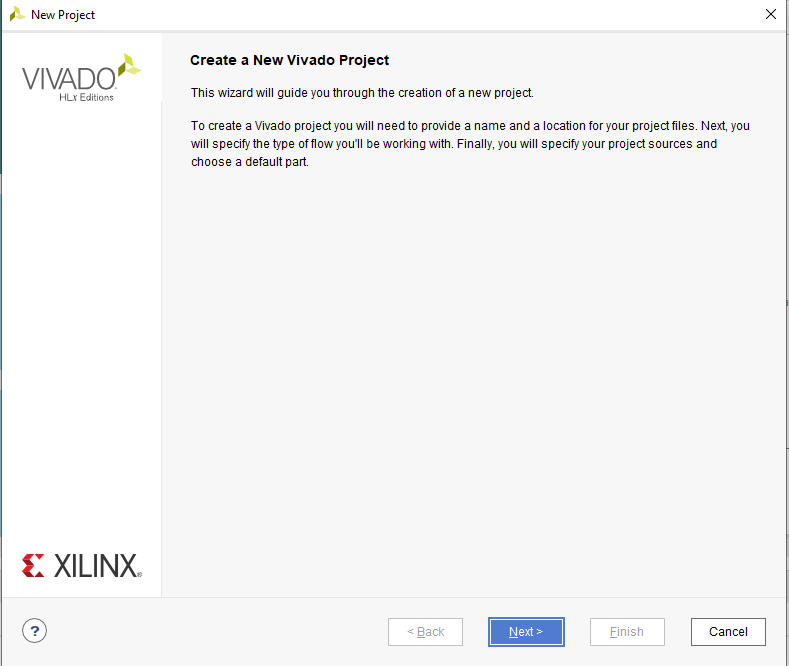 New Project
VIVADO.
HLx Editions
Create a New Vivado Project
This wizard will guide you through the creation of a new project.
To create a Vivado project you will need to provide a name and a location for your project files. Next, you
will specify the type of flow you'll be working with. Finally, you will specify your project sources and
choose a default part.
XILINX®
?
< Back
Next >
Finish
Cancel